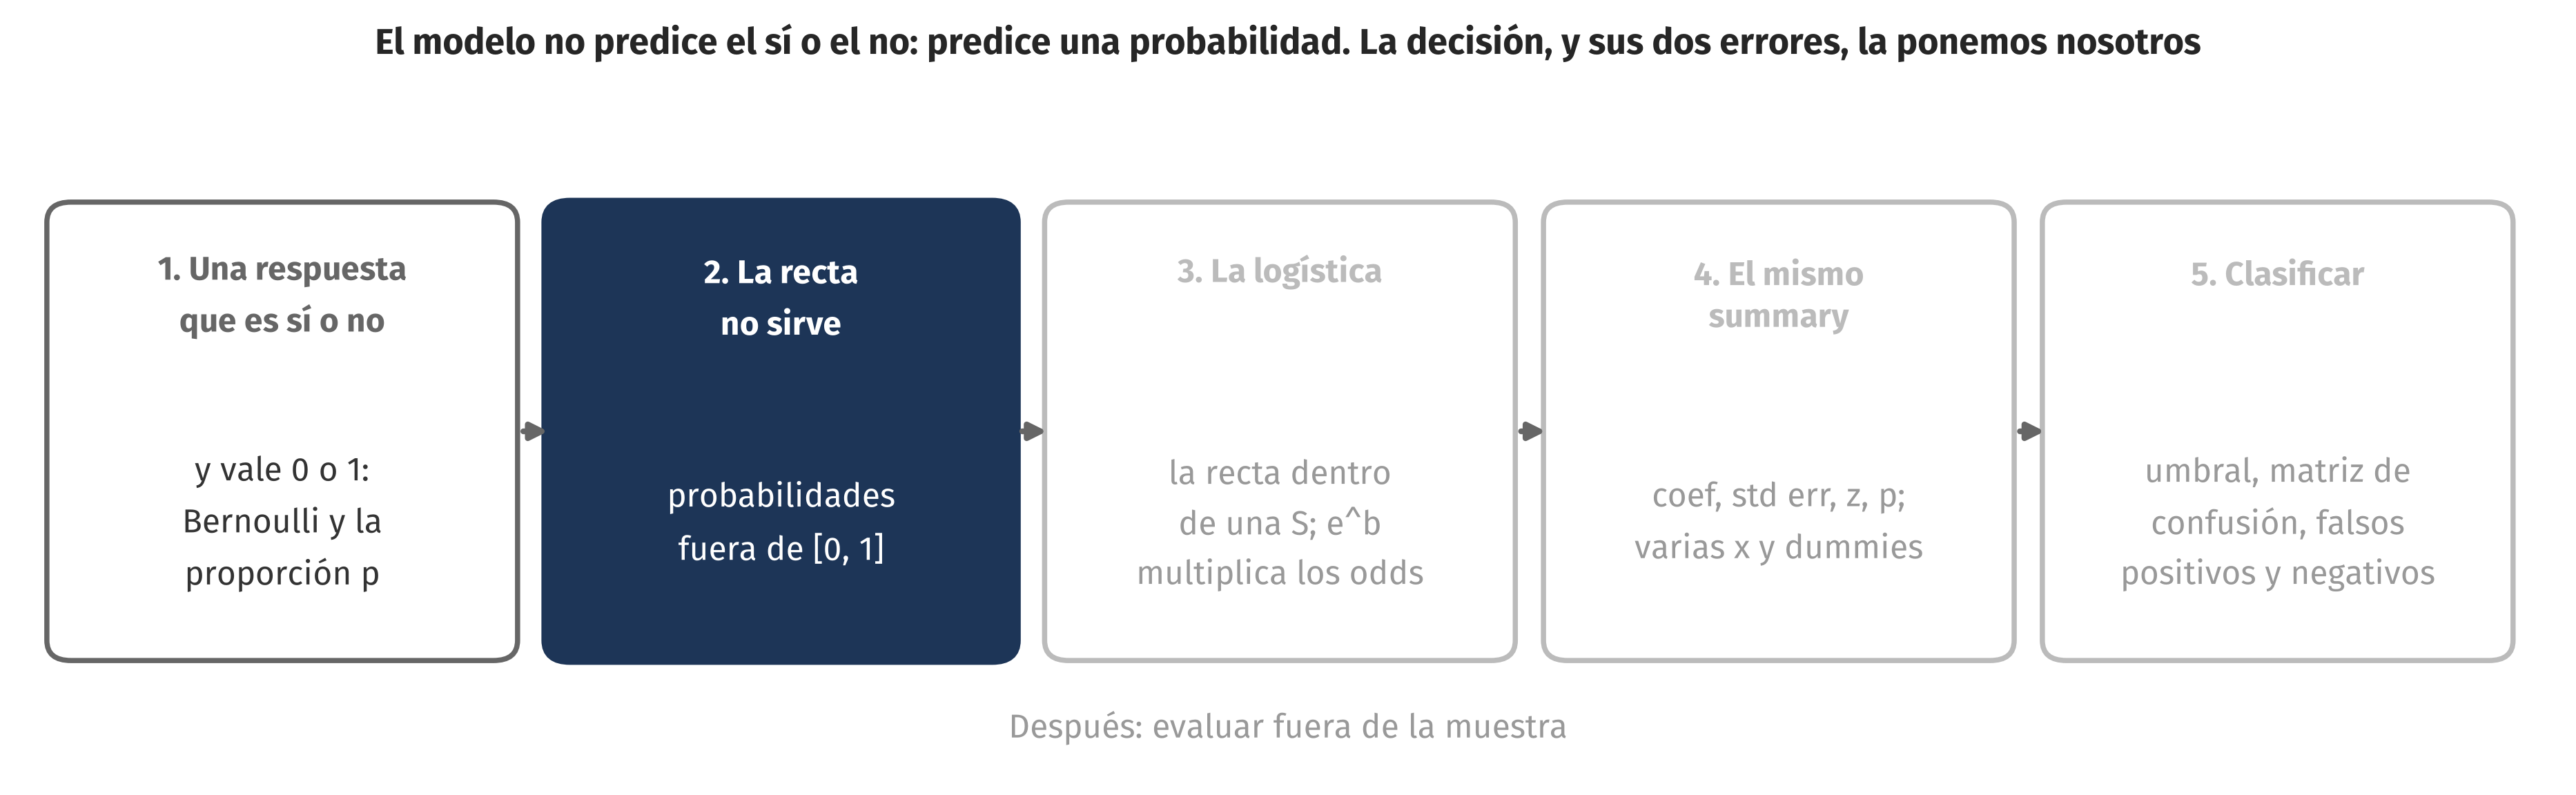 El modelo no predice el sí o el no: predice una probabilidad. La decisión, y sus dos errores, la ponemos nosotros
1. Una respuesta
que es sí o no
y vale 0 o 1:
Bernoulli y la
proporción p
2. La recta
no sirve
probabilidades
fuera de [0, 1]
3. La logística
la recta dentro
de una S; e^b
multiplica los odds
4. El mismo
summary
coef, std err, z, p;
varias x y dummies
5. Clasificar
umbral, matriz de
confusión, falsos
positivos y negativos
Después: evaluar fuera de la muestra